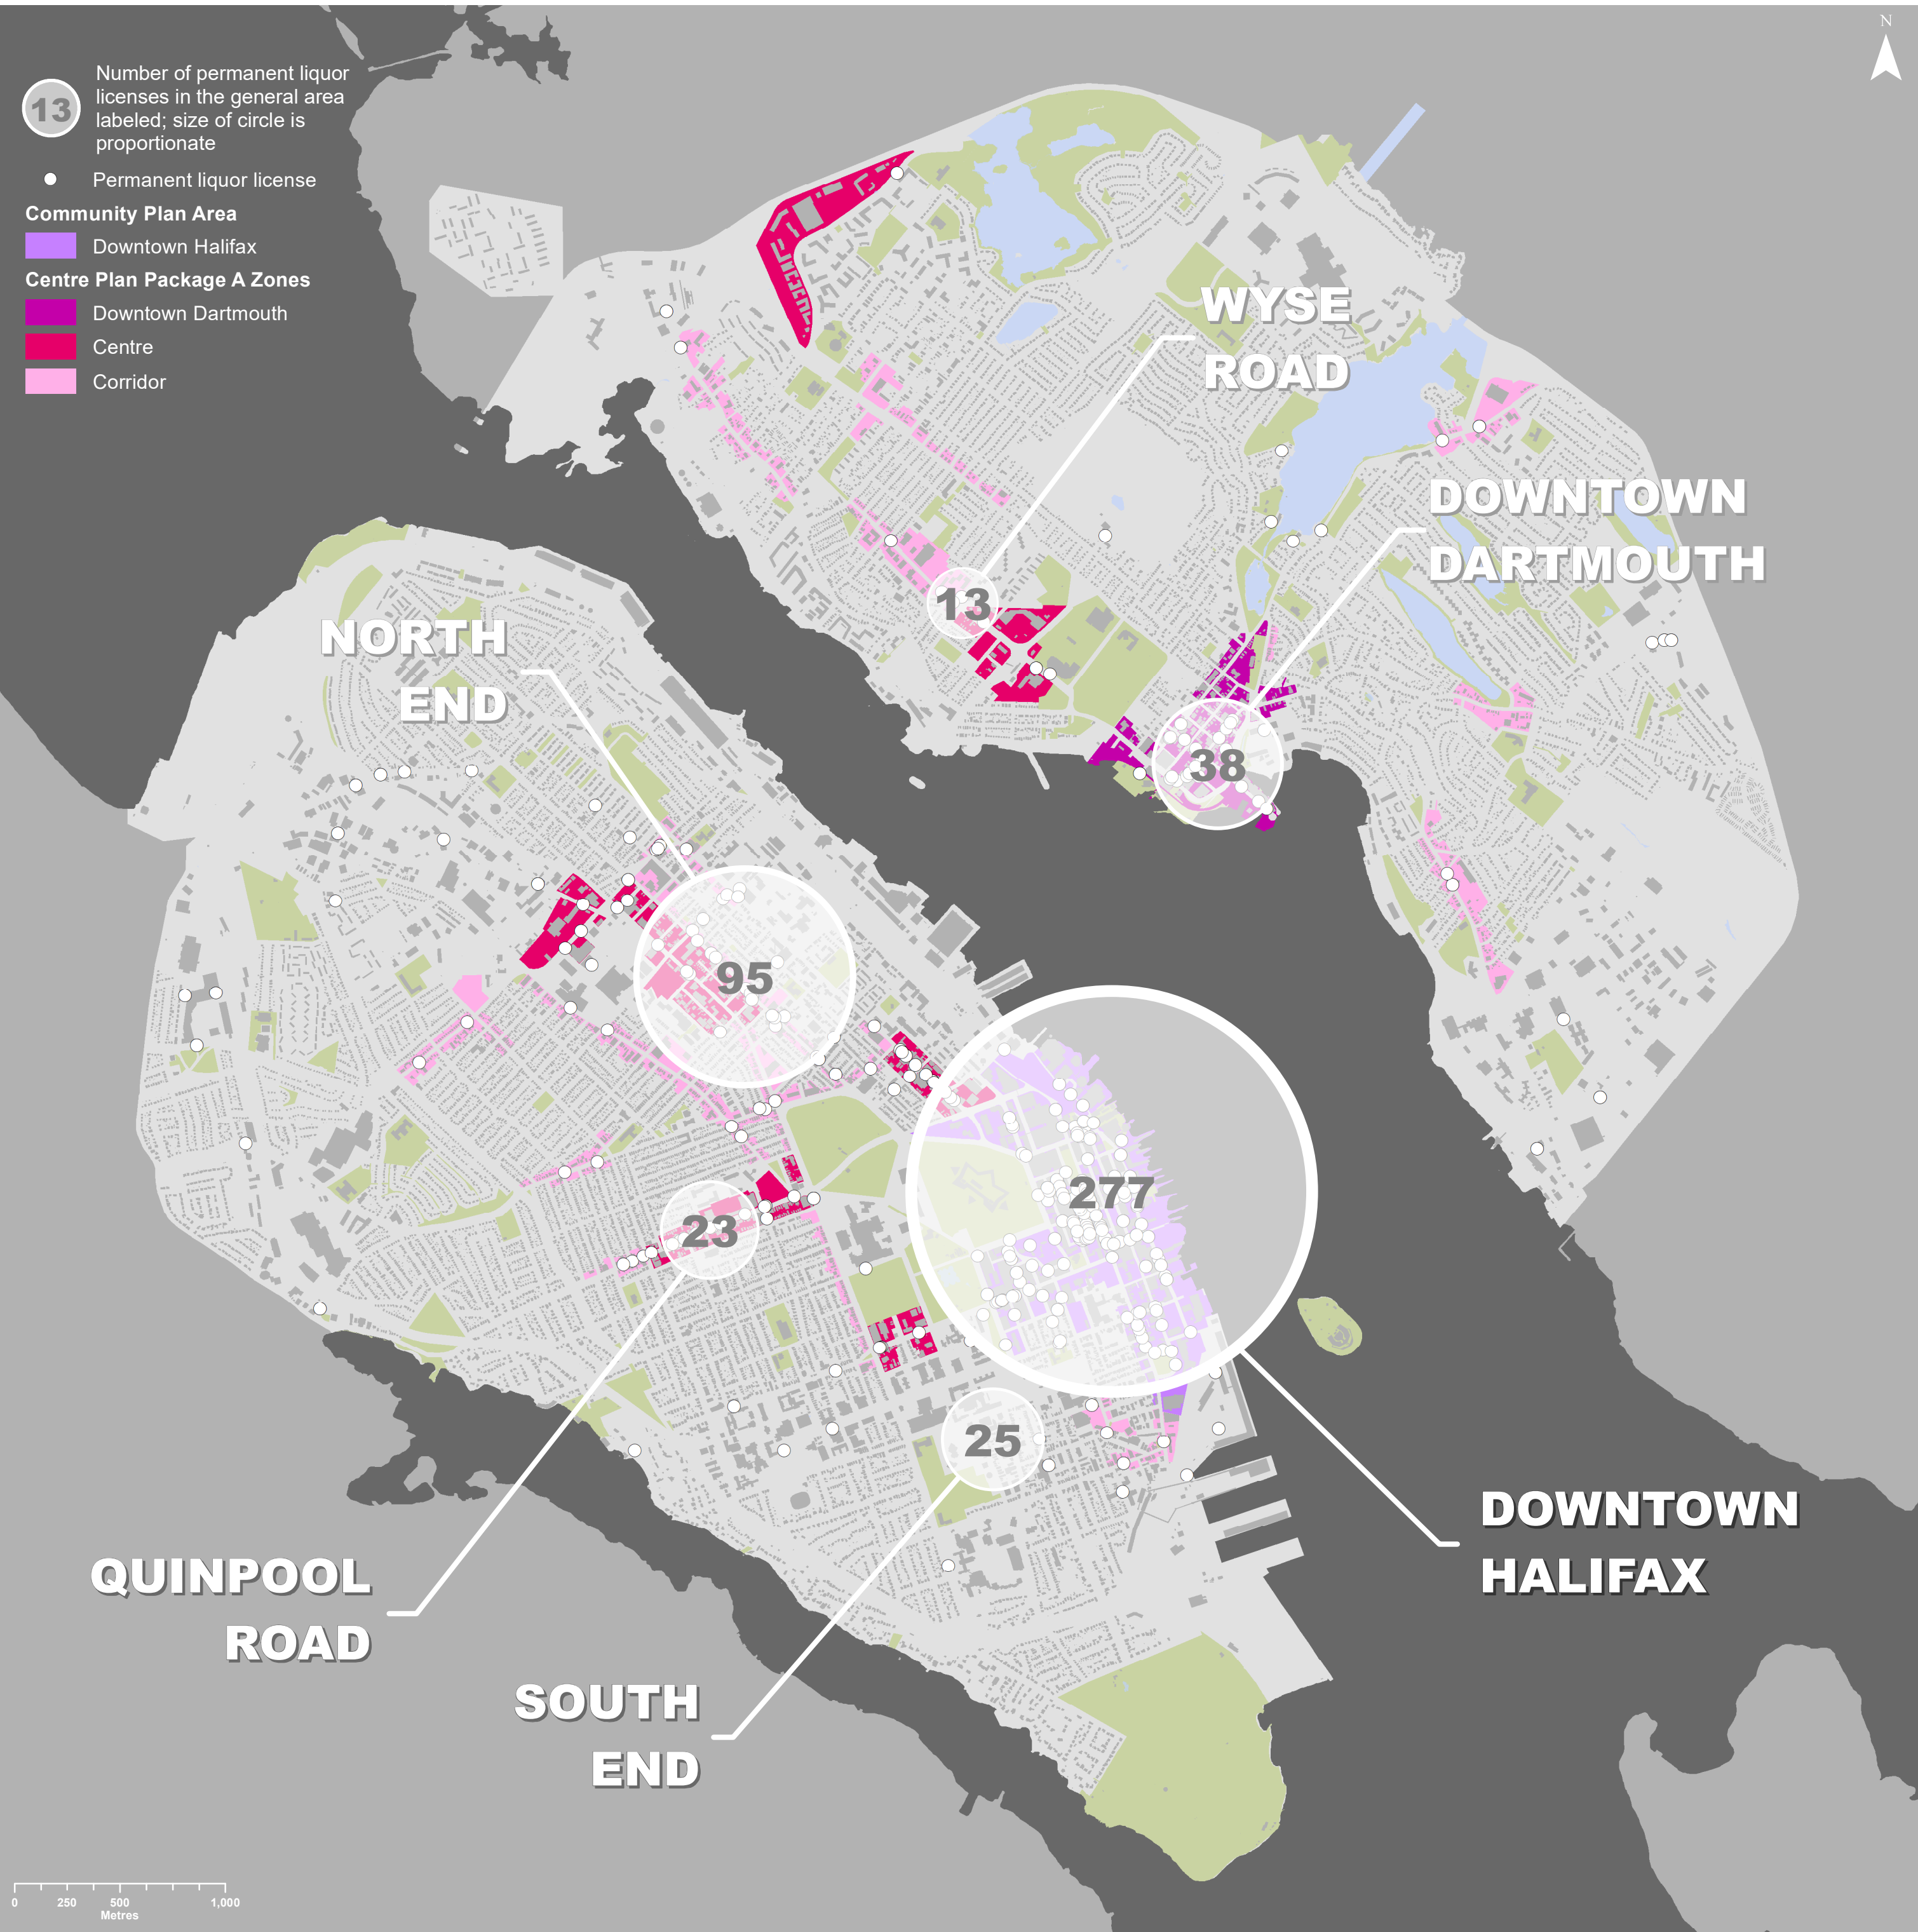 N
13
Number of permanent liquor
licenses in the general area
labeled; size of circle is
proportionate
Permanent liquor license
Community Plan Area
Downtown Halifax
Centre Plan Package A Zones
Downtown Dartmouth
Centre
Corridor
WYSE
ROAD
DOWNTOWN
DARTMOUTH
13
NORTH
END
38
95
277
23
25
DOWNTOWN
HALIFAX
QUINPOOL
ROAD
SOUTH
END
0 250 500 1,000
Metres